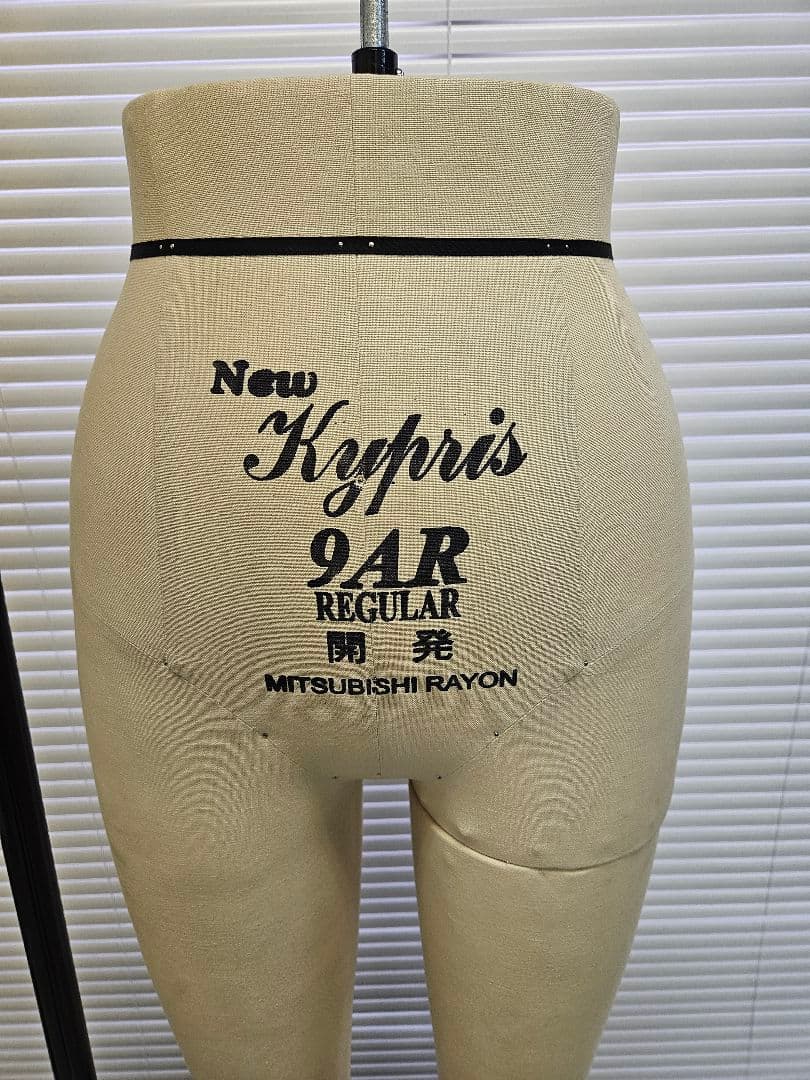 New
Kypris
9AR
REGULAR
開発
MITSUBISHI RAYON